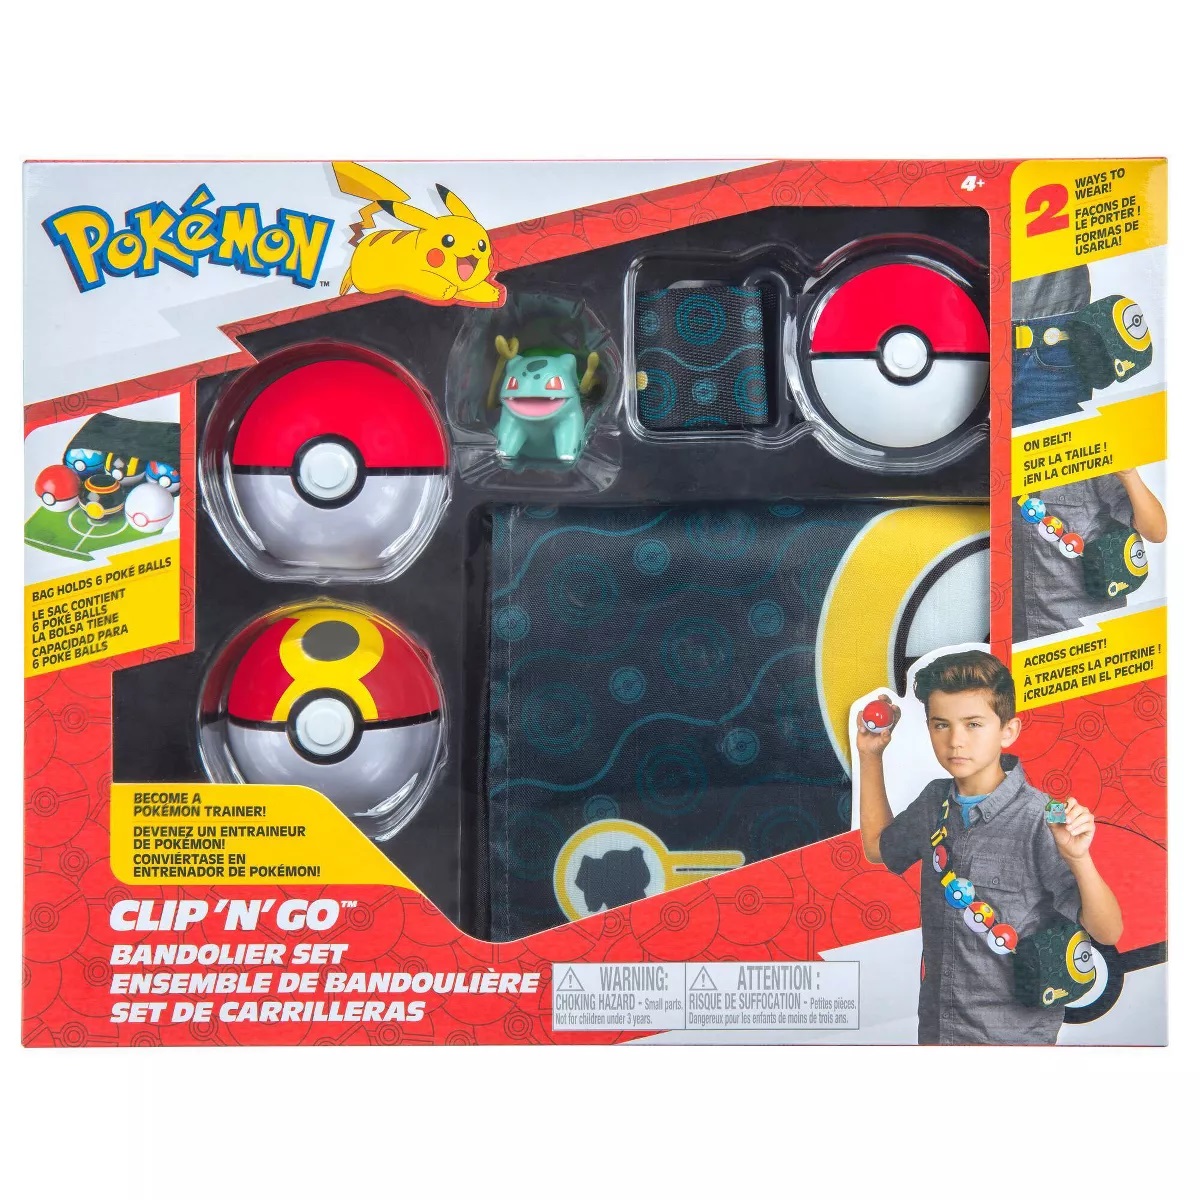 POKéMON™
4+
2 WAYS TO
WEAR!
FAÇONS DE
LE PORTER !
FORMAS DE
USARLA!
ON BELT!
SUR LA TAILLE !
¡EN LA CINTURA!
BAG HOLDS 6 POKÉ BALLS
LE SAC CONTIENT
6 POKÉ BALLS
LA BOLSA TIENE
CAPACIDAD PARA
6 POKÉ BALLS
ACROSS CHEST!
À TRAVERS LA POITRINE !
¡CRUZADA EN EL PECHO!
BECOME A
POKÉMON TRAINER!
DEVENEZ UN ENTRAINEUR
DE POKÉMON!
CONVIÉRTASE EN
ENTRENADOR DE POKÉMON!
CLIP 'N' GO™
BANDOLIER SET
ENSEMBLE DE BANDOULIÈRE
SET DE CARRILLERAS
WARNING:
CHOKING HAZARD - Small parts.
Not for children under 3 years.
ATTENTION :
RISQUE DE SUFFOCATION - Petites pièces.
Dangereux pour les enfants de moins de trois ans.